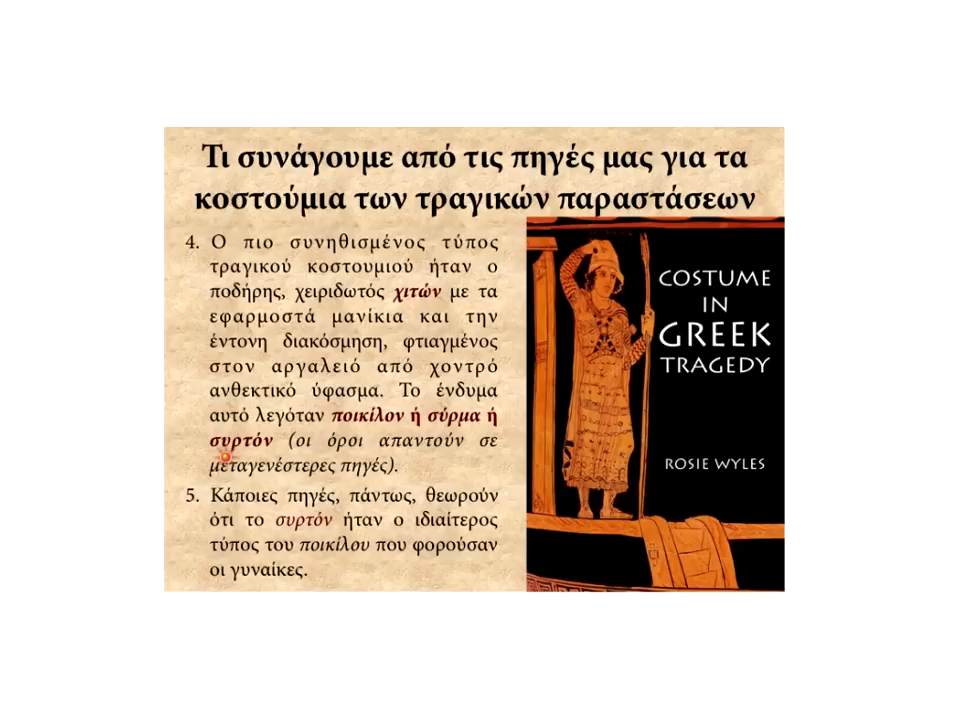 Τι συνάγουμε από τις πηγές μας για τα
κοστούμια των τραγικών παραστάσεων
4. Ο πιο συνηθισμένος τύπος
τραγικού κοστουμιού ήταν ο
ποδήρης, χειριδωτός χιτών με τα
εφαρμοστά μανίκια και την
έντονη διακόσμηση, φτιαγμένος
στον αργαλειό από χοντρό
ανθεκτικό ύφασμα. Το ένδυμα
αυτό λεγόταν ποικίλον ή σύρμα ή
συρτόν (οι όροι απαντούν σε
μεταγενέστερες πηγές).
5. Κάποιες πηγές, πάντως, θεωρούν
ότι το συρτόν ήταν ο ιδιαίτερος
τύπος του ποικίλου που φορούσαν
οι γυναίκες.
COSTUME
IN
GREEK
TRAGEDY
ROSIE WYLES